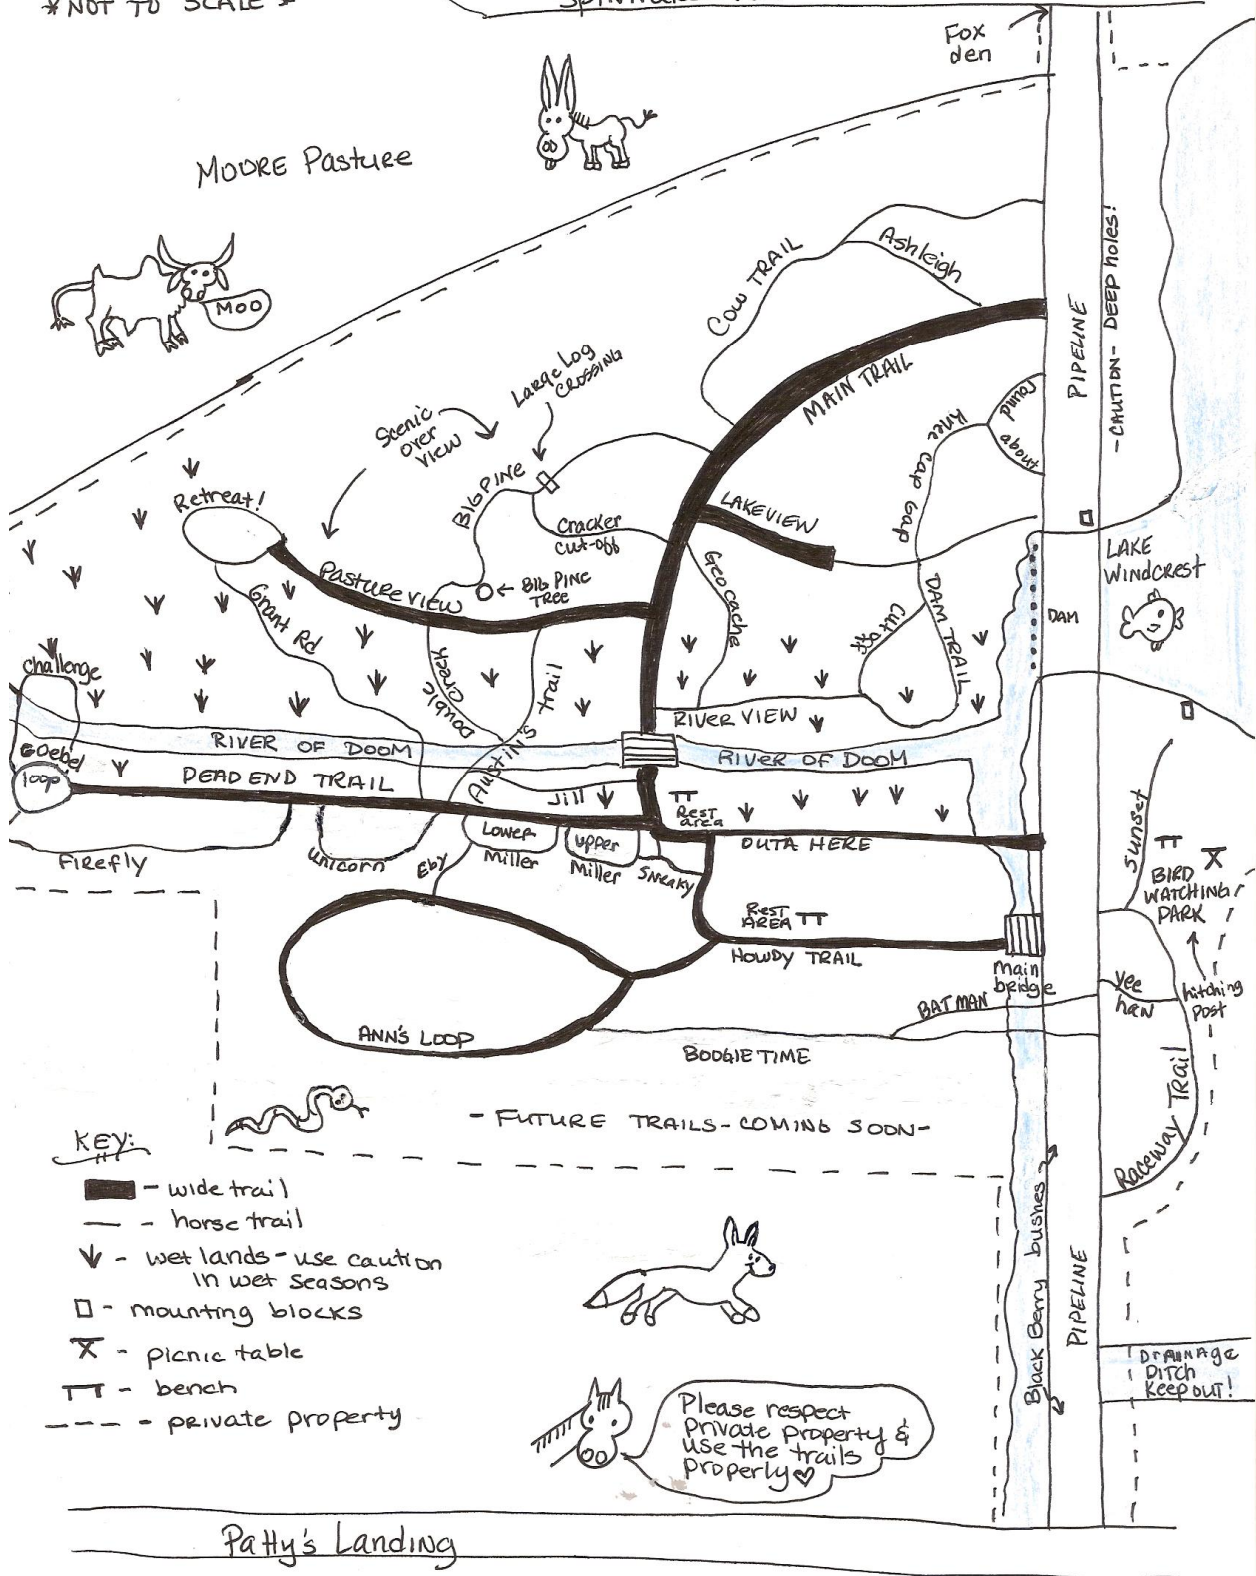 *NOT TO SCALE*
Fox
den
MOORE Pasture
MOO
COW TRAIL
Ashleigh
MAIN TRAIL
PIPELINE
-CAUTION- DEEP holes!
Large Log
CROSSING
Scenic
over
view
BIG PINE
Cracker
cut-off
LAKEVIEW
Knee Cap Gap
round
about
Retreat!
Pasture view
← BIG PINE
TREE
Grant Rd
Double Creek
Austin's trail
Geocache
Cut off
DAM TRAIL
LAKE
WINDCREST
DAM
Challenge
GOebel
loop
RIVER OF DOOM
RIVER VIEW
RIVER OF DOOM
DEAD END TRAIL
Jill
Rest
area
OUTA HERE
Firefly
unicorn
Eby
Lower
Miller
upper
Miller
Sneaky
Rest
AREA
HOWDY TRAIL
main
bridge
sunset
BIRD
WATCHING
PARK
hitching
post
yee
haw
BATMAN
ANN'S LOOP
BOOGIE TIME
Raceway Trail
- FUTURE TRAILS - COMING SOON -
KEY:
- wide trail
- horse trail
- wet lands - use caution
in wet seasons
- mounting blocks
- picnic table
- bench
- private property
Black Berry bushes
PIPELINE
DRAINAGE
DITCH
KEEP OUT!
Please respect
private property &
use the trails
properly♡
Patty's Landing